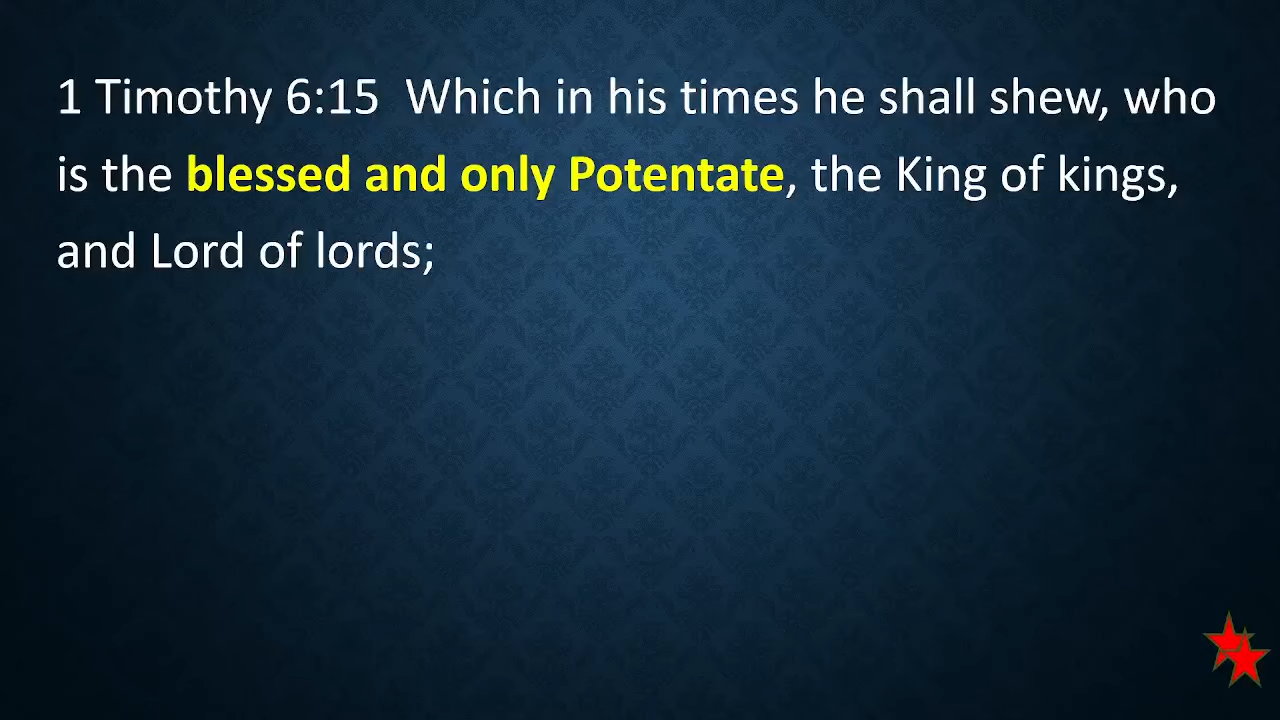 1 Timothy 6:15  Which in his times he shall shew, who
is the blessed and only Potentate, the King of kings,
and Lord of lords;